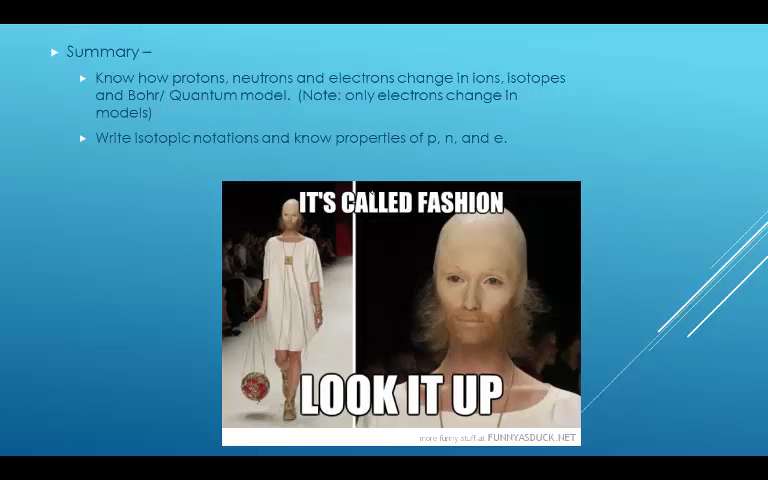 Summary –
Know how protons, neutrons and electrons change in ions, isotopes
and Bohr/ Quantum model. (Note: only electrons change in
models)
Write isotopic notations and know properties of p, n, and e.
IT'S CALLED FASHION
LOOK IT UP
more funny stuff at FUNNYASDUCK.NET